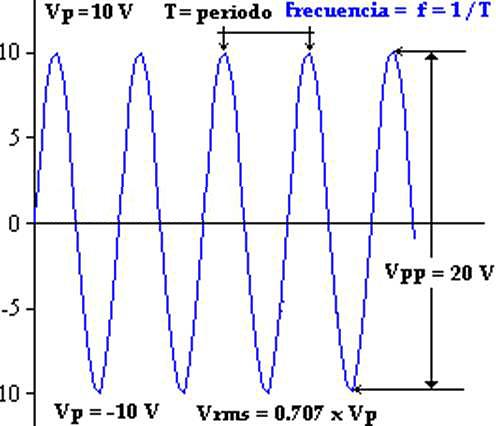 Vp = 10 V T = periodo frecuencia = f = 1 / T
10
5
0
-5
Vpp = 20 V
10
Vp = -10 V Vrms = 0.707 x Vp